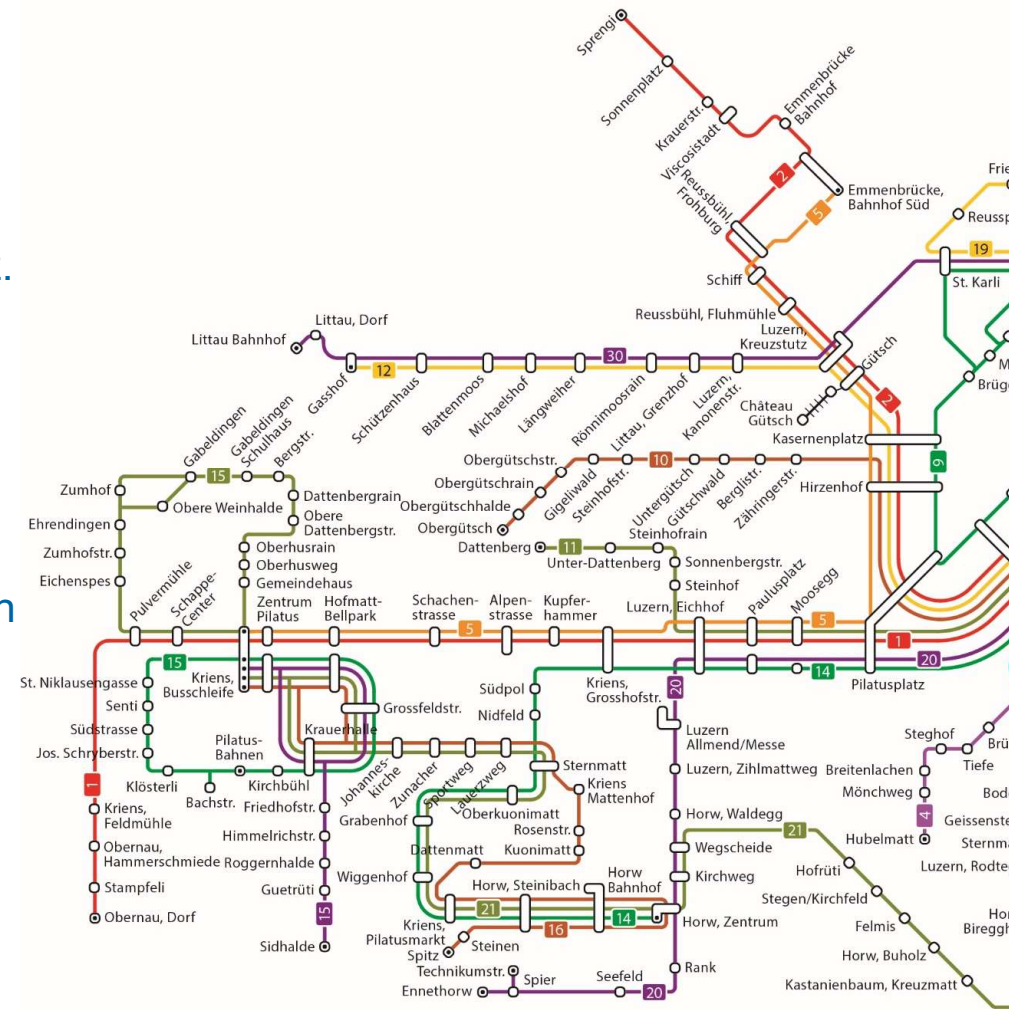 Sprengi
Sonnenplatz
Krauerstr.
Viscosistadt
Emmenbrücke
Bahnhof
2
Emmenbrücke,
Bahnhof Süd
5
Reussbühl,
Frohburg
Schiff
Reussbühl, Fluhmühle
Luzern,
Kreuzstutz
Gütsch
Château
Gütsch
2
Kasernenplatz
Hirzenhof
9
19
St. Karli
Littau Bahnhof
Littau, Dorf
Gasshof
12
30
Schützenhaus
Blattenmoos
Michaelshof
Längweiher
Rönnimoosrain
Littau, Grenzhof
Luzern,
Kanonenstr.
Obergütschstr.
Obergütschrain
Obergütschhalde
Obergütsch
Gigeliwald
Steinhofstr.
10
Untergütsch
Gütschwald
Berglistr.
Zähringerstr.
Dattenberg
11
Unter-Dattenberg
Steinhofrain
Sonnenbergstr.
Steinhof
Gabeldingen
Gabeldingen
Schulhaus
Bergstr.
15
Zumhof
Obere Weinhalde
Dattenbergrain
Obere
Dattenbergstr.
Ehrendingen
Zumhofstr.
Eichenspes
Oberhusrain
Oberhusweg
Gemeindehaus
Pulvermühle
Schappe-
Center
Zentrum
Pilatus
Hofmatt-
Bellpark
Schachen-
strasse
5
Alpen-
strasse
Kupfer-
hammer
Luzern, Eichhof
Paulusplatz
Moosegg
5
1
20
14
Pilatusplatz
Kriens,
Grosshofstr.
20
15
St. Niklausengasse
Senti
Südstrasse
Jos. Schryberstr.
Kriens,
Busschleife
Grossfeldstr.
Krauerhalle
Pilatus-
Bahnen
Klösterli
Bachstr.
Kirchbühl
Friedhofstr.
Himmelrichstr.
Roggernhalde
Guetrüti
15
Sidhalde
1
Kriens,
Feldmühle
Obernau,
Hammerschmiede
Stampfeli
Obernau, Dorf
Südpol
Nidfeld
Johannes-
kirche
Zunacher
Sportweg
Lauerzweg
Sternmatt
Kriens
Mattenhof
Oberkuonimatt
Grabenhof
Rosenstr.
Dattenmatt
Kuonimatt
Wiggenhof
Horw, Steinibach
Horw
Bahnhof
21
14
16
Kriens,
Pilatusmarkt
Spitz
Steinen
Technikumstr.
Ennethorw
Spier
Seefeld
20
Luzern
Allmend/Messe
Luzern, Zihlmattweg
Horw, Waldegg
Wegscheide
Kirchweg
Horw, Zentrum
Rank
21
Hofrüti
Stegen/Kirchfeld
Felmis
Horw, Buholz
Kastanienbaum, Kreuzmatt
Steghof
Tiefe
Breitenlachen
Mönchweg
4
Hubelmatt